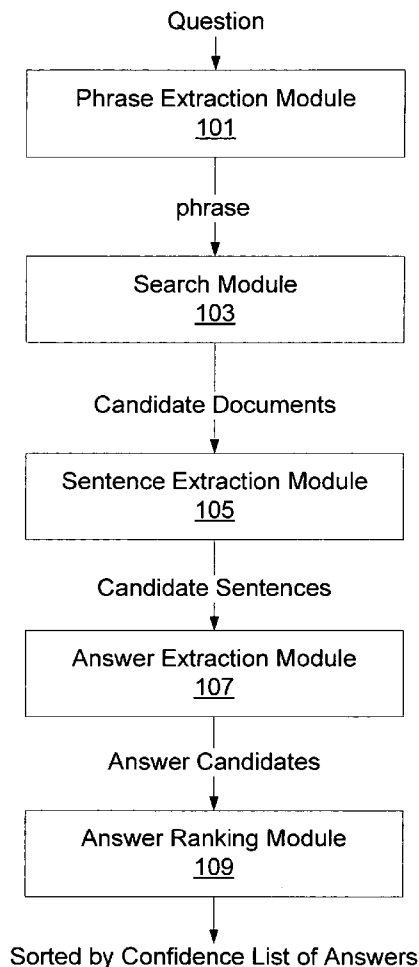 Question
Phrase Extraction Module
101
phrase
Search Module
103
Candidate Documents
Sentence Extraction Module
105
Candidate Sentences
Answer Extraction Module
107
Answer Candidates
Answer Ranking Module
109
Sorted by Confidence List of Answers